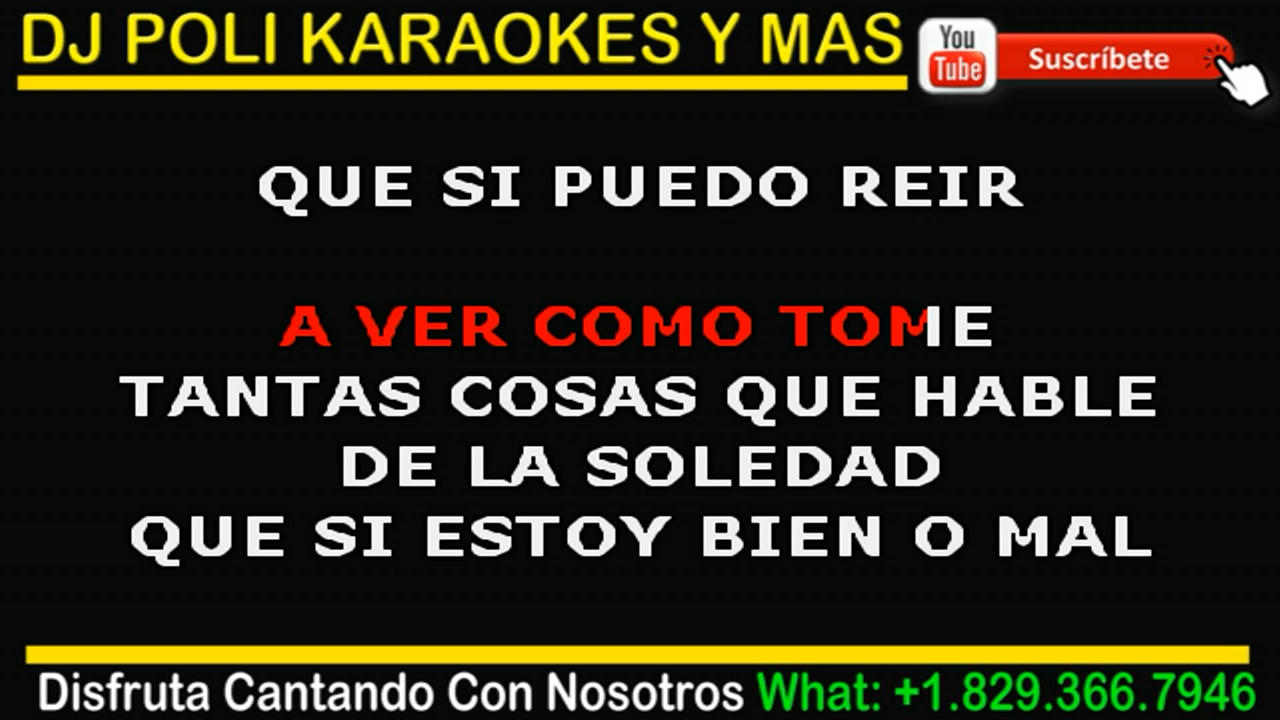 DJ POLI KARAOKES Y MAS
You
Tube
Suscríbete
QUE SI PUEDO REIR
A VER COMO TOME
TANTAS COSAS QUE HABLE
DE LA SOLEDAD
QUE SI ESTOY BIEN O MAL
Disfruta Cantando Con Nosotros What: +1.829.366.7946